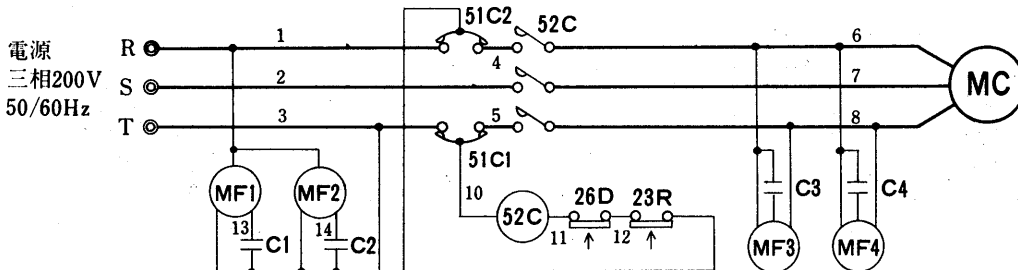 電源
三相200V
50/60Hz
R
S
T
1
2
3
51C2
52C
4
5
51C1
6
7
8
MC
MF1
MF2
13
C1
14
C2
10
52C
11
26D
12
23R
C3
C4
MF3
MF4